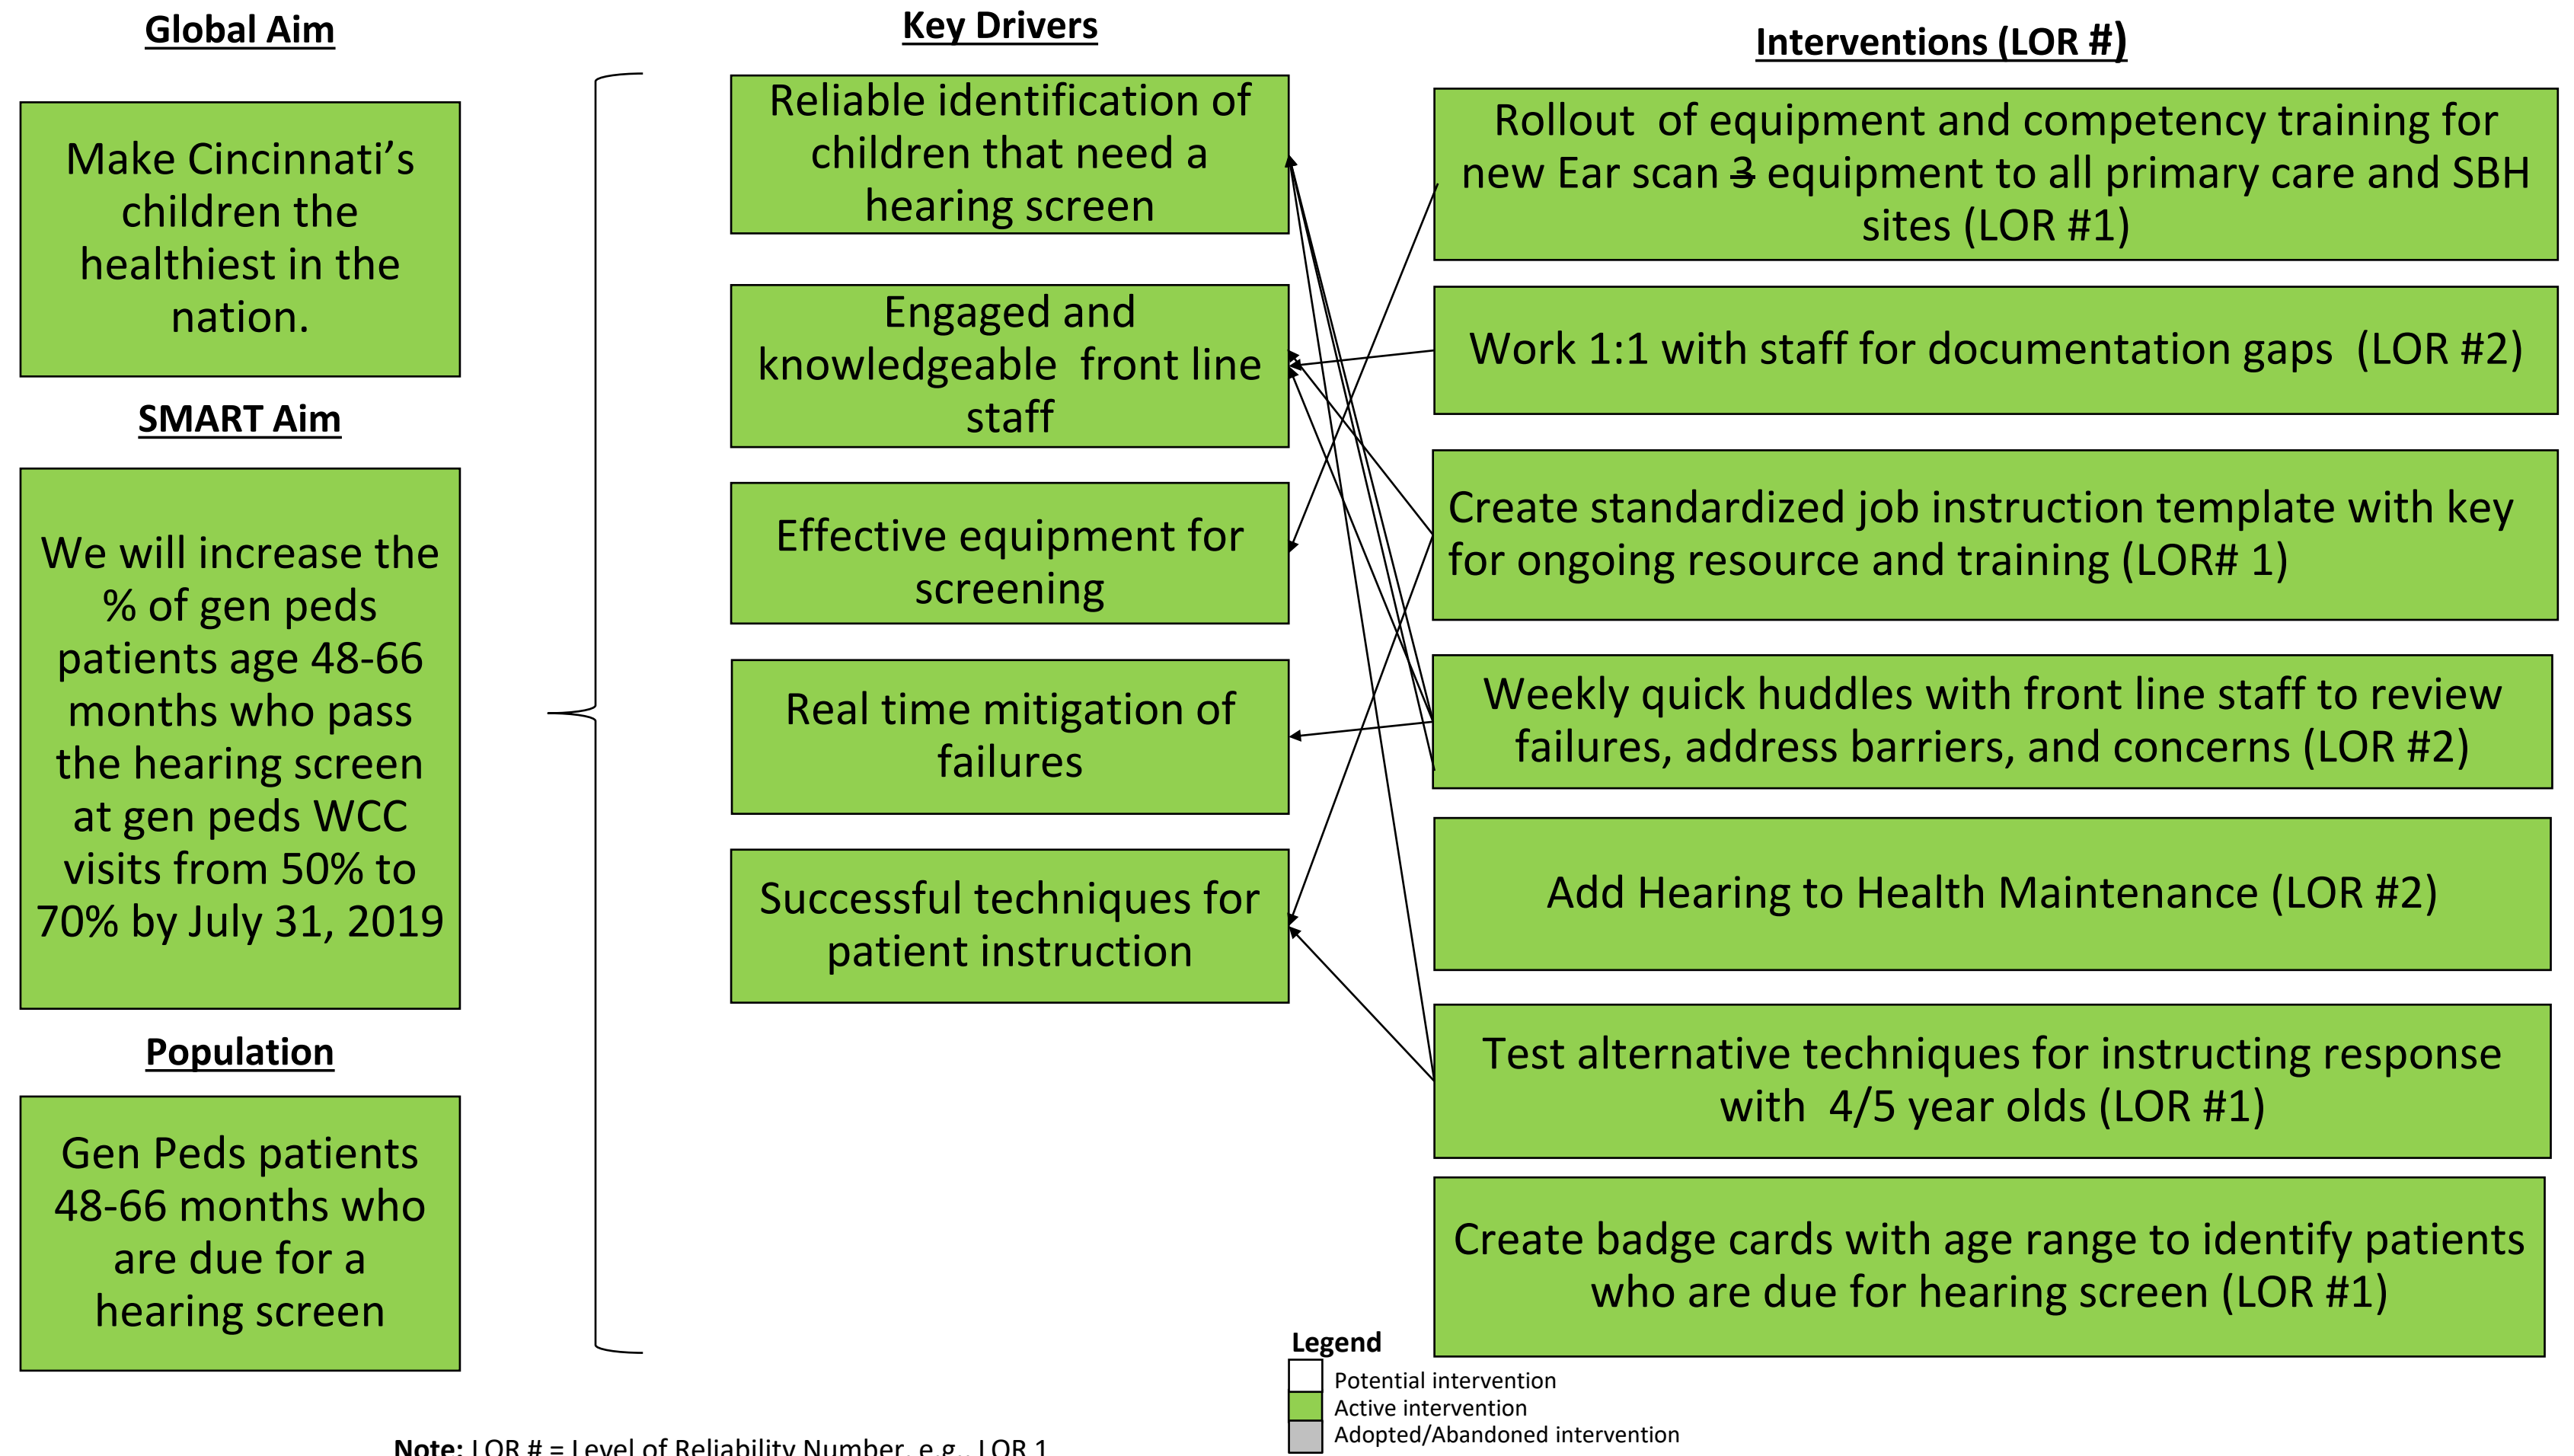 Global Aim
Make Cincinnati’s
children the
healthiest in the
nation.
SMART Aim
We will increase the
% of gen peds
patients age 48-66
months who pass
the hearing screen
at gen peds WCC
visits from 50% to
70% by July 31, 2019
Population
Gen Peds patients
48-66 months who
are due for a
hearing screen
Key Drivers
Reliable identification of
children that need a
hearing screen
Engaged and
knowledgeable front line
staff
Effective equipment for
screening
Real time mitigation of
failures
Successful techniques for
patient instruction
Interventions (LOR #)
Rollout of equipment and competency training for
new Ear scan 3 equipment to all primary care and SBH
sites (LOR #1)
Work 1:1 with staff for documentation gaps (LOR #2)
Create standardized job instruction template with key
for ongoing resource and training (LOR# 1)
Weekly quick huddles with front line staff to review
failures, address barriers, and concerns (LOR #2)
Add Hearing to Health Maintenance (LOR #2)
Test alternative techniques for instructing response
with 4/5 year olds (LOR #1)
Create badge cards with age range to identify patients
who are due for hearing screen (LOR #1)
Legend
Potential intervention
Active intervention
Adopted/Abandoned intervention
Note: LOR # = Level of Reliability Number, e.g., LOR 1